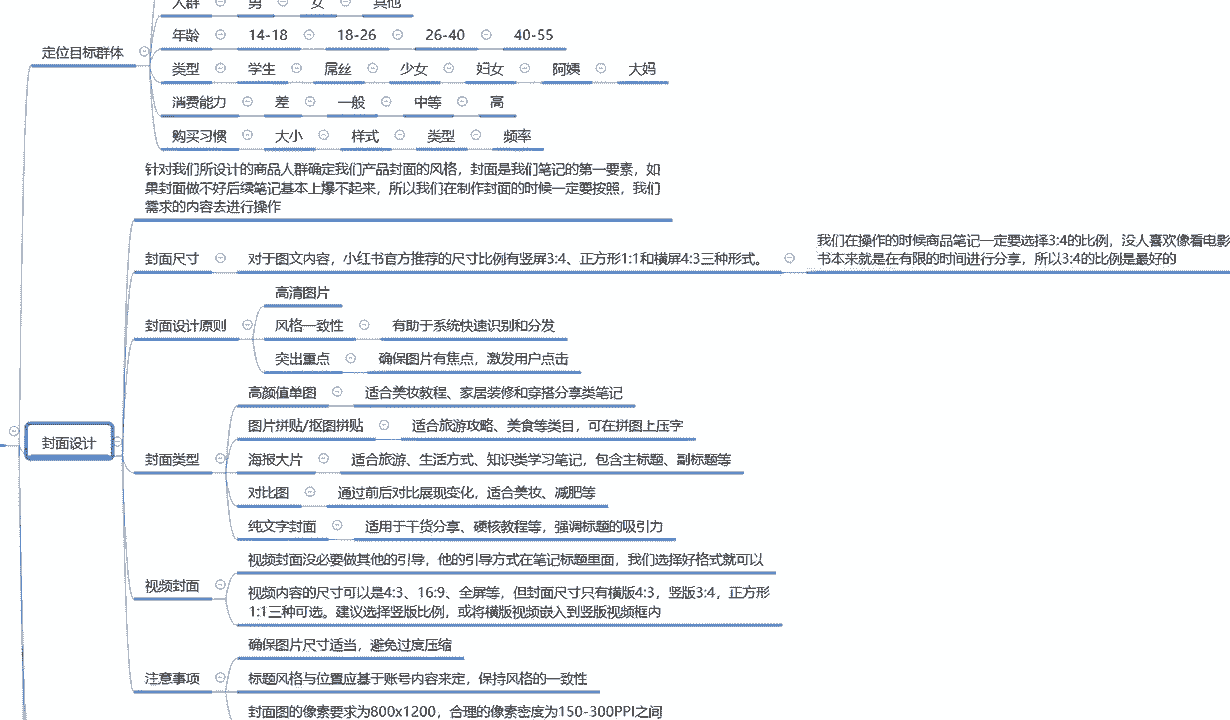 人群 男 女 其他
定位目标群体
年龄 14-18 18-26 26-40 40-55
类型 学生 屌丝 少女 妇女 阿姨 大妈
消费能力 差 一般 中等 高
购买习惯 大小 样式 类型 频率
针对我们所设计的商品人群确定我们产品封面的风格，封面是我们笔记的第一要素，如
果封面做不好后续笔记基本上爆不起来，所以我们在制作封面的时候一定要按照，我们
需求的内容去进行操作
封面尺寸 对于图文内容，小红书官方推荐的尺寸比例有竖屏3:4、正方形1:1和横屏4:3三种形式。
我们在操作的时候商品笔记一定要选择3:4的比例，没人喜欢像看电影
书本来就是在有限的时间进行分享，所以3:4的比例是最好的
封面设计原则
高清图片
风格一致性 有助于系统快速识别和分发
突出重点 确保图片有焦点，激发用户点击
封面设计
封面类型
高颜值单图 适合美妆教程、家居装修和穿搭分享类笔记
图片拼贴/抠图拼贴 适合旅游攻略、美食等类目，可在拼图上压字
海报大片 适合旅游、生活方式、知识类学习笔记，包含主标题、副标题等
对比图 通过前后对比展现变化，适合美妆、减肥等
纯文字封面 适用于干货分享、硬核教程等，强调标题的吸引力
视频封面
视频封面没必要做其他的引导，他的引导方式在笔记标题里面，我们选择好格式就可以
视频内容的尺寸可以是4:3、16:9、全屏等，但封面尺寸只有横版4:3，竖版3:4，正方形
1:1三种可选。建议选择竖版比例，或将横版视频嵌入到竖版视频框内
注意事项
确保图片尺寸适当，避免过度压缩
标题风格与位置应基于账号内容来定，保持风格的一致性
封面图的像素要求为800x1200，合理的像素密度为150-300PPI之间